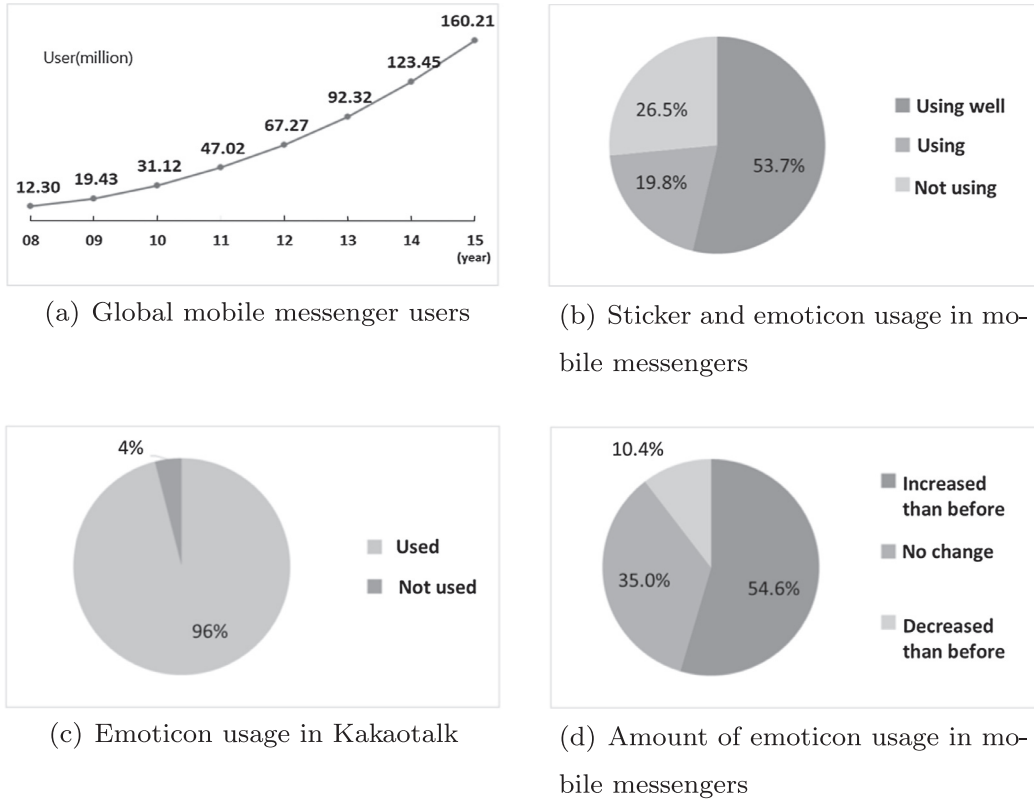 User(million)
12.30
19.43
31.12
47.02
67.27
92.32
123.45
160.21
08 09 10 11 12 13 14 15
(year)
(a) Global mobile messenger users
26.5%
19.8%
53.7%
Using well
Using
Not using
(b) Sticker and emoticon usage in mo-
bile messengers
4%
96%
Used
Not used
(c) Emoticon usage in Kakaotalk
10.4%
35.0%
54.6%
Increased
than before
No change
Decreased
than before
(d) Amount of emoticon usage in mo-
bile messengers